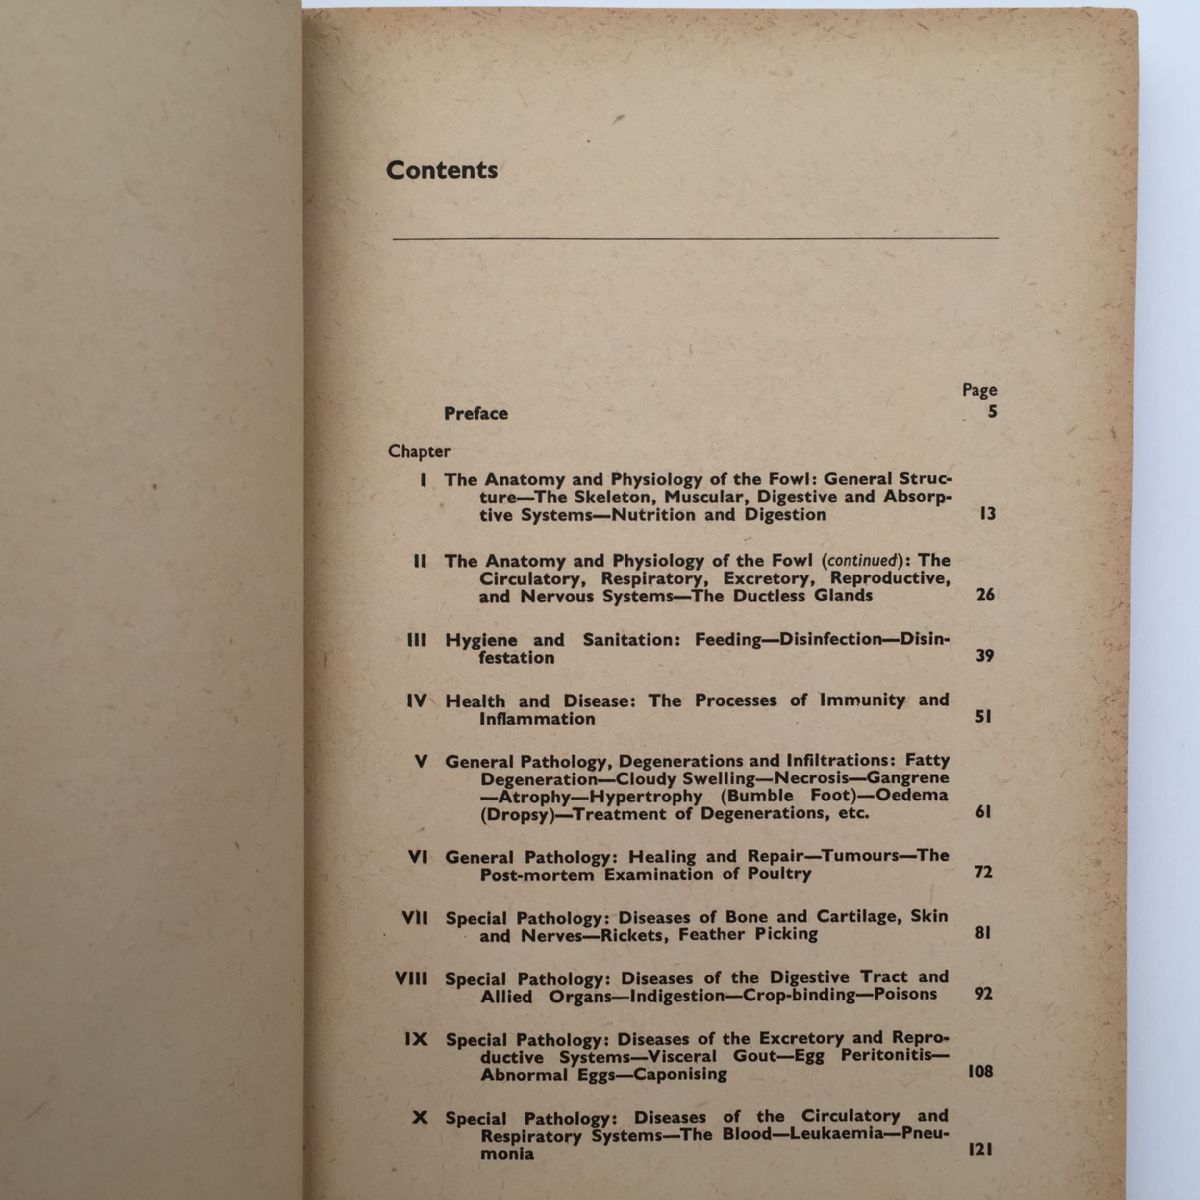 Contents
Page
Preface 5
Chapter
I The Anatomy and Physiology of the Fowl: General Struc-
ture—The Skeleton, Muscular, Digestive and Absorp-
tive Systems—Nutrition and Digestion 13
II The Anatomy and Physiology of the Fowl (continued): The
Circulatory, Respiratory, Excretory, Reproductive,
and Nervous Systems—The Ductless Glands 26
III Hygiene and Sanitation: Feeding—Disinfection—Disin-
festation 39
IV Health and Disease: The Processes of Immunity and
Inflammation 51
V General Pathology, Degenerations and Infiltrations: Fatty
Degeneration—Cloudy Swelling—Necrosis—Gangrene
—Atrophy—Hypertrophy (Bumble Foot)—Oedema
(Dropsy)—Treatment of Degenerations, etc. 61
VI General Pathology: Healing and Repair—Tumours—The
Post-mortem Examination of Poultry 72
VII Special Pathology: Diseases of Bone and Cartilage, Skin
and Nerves—Rickets, Feather Picking 81
VIII Special Pathology: Diseases of the Digestive Tract and
Allied Organs—Indigestion—Crop-binding—Poisons 92
IX Special Pathology: Diseases of the Excretory and Repro-
ductive Systems—Visceral Gout—Egg Peritonitis—
Abnormal Eggs—Caponising 108
X Special Pathology: Diseases of the Circulatory and
Respiratory Systems—The Blood—Leukaemia—Pneu-
monia 121